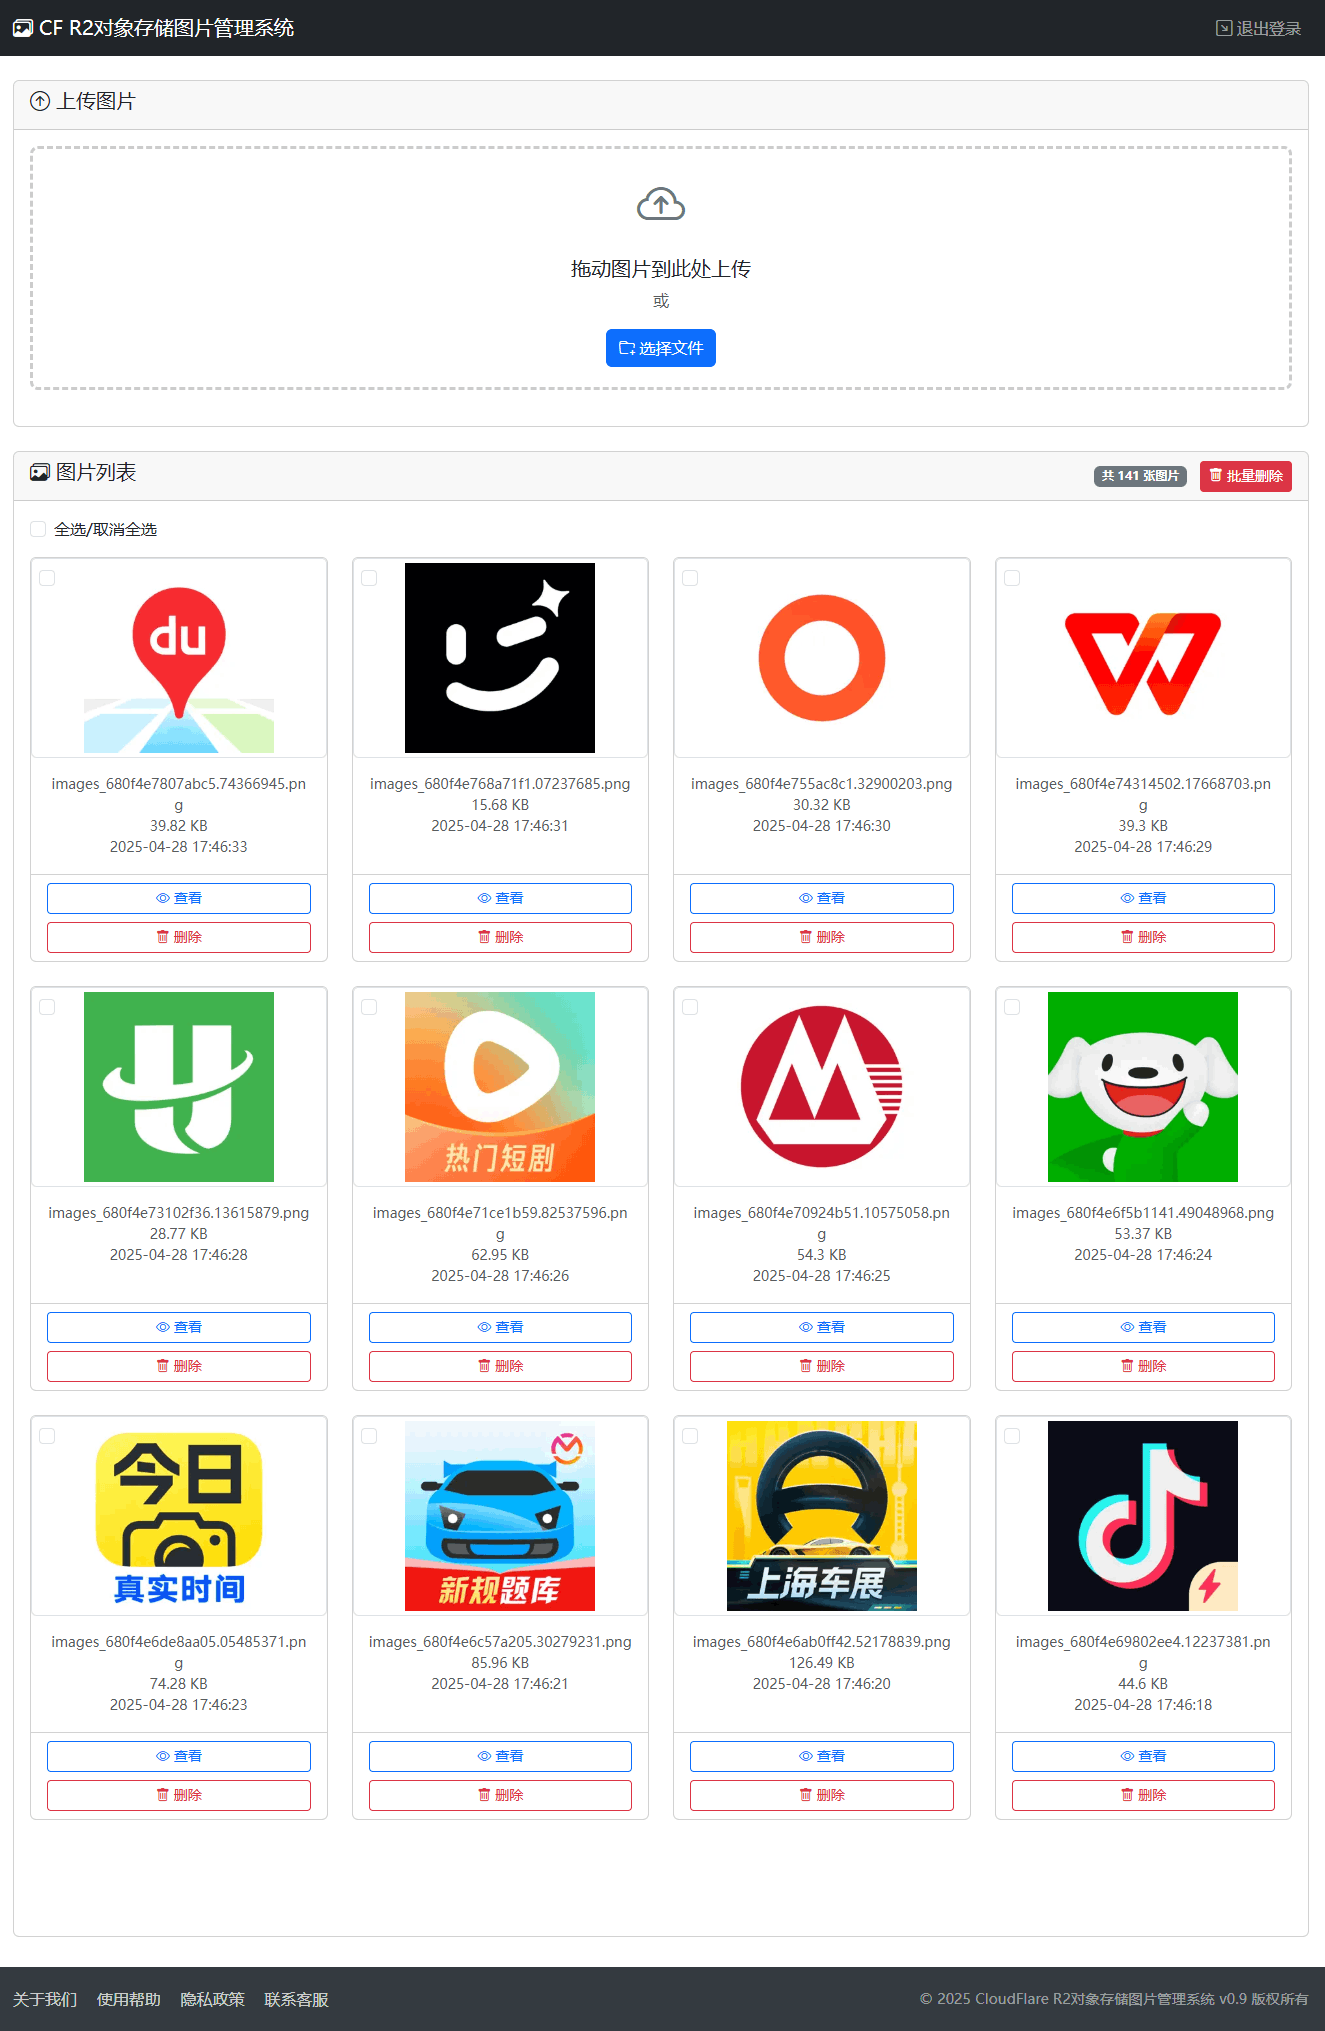 CF R2对象存储图片管理系统
退出登录
上传图片
拖动图片到此处上传
或
选择文件
图片列表
共 141 张图片
批量删除
全选/取消全选
du
images_680f4e7807abc5.74366945.pn
g
39.82 KB
2025-04-28 17:46:33
查看
删除
images_680f4e768a71f1.07237685.png
15.68 KB
2025-04-28 17:46:31
查看
删除
images_680f4e755ac8c1.32900203.png
30.32 KB
2025-04-28 17:46:30
查看
删除
images_680f4e74314502.17668703.pn
g
39.3 KB
2025-04-28 17:46:29
查看
删除
images_680f4e73102f36.13615879.png
28.77 KB
2025-04-28 17:46:28
查看
删除
热门短剧
images_680f4e71ce1b59.82537596.pn
g
62.95 KB
2025-04-28 17:46:26
查看
删除
images_680f4e70924b51.10575058.pn
g
54.3 KB
2025-04-28 17:46:25
查看
删除
images_680f4e6f5b1141.49048968.png
53.37 KB
2025-04-28 17:46:24
查看
删除
今日
真实时间
images_680f4e6de8aa05.05485371.pn
g
74.28 KB
2025-04-28 17:46:23
查看
删除
新规题库
images_680f4e6c57a205.30279231.png
85.96 KB
2025-04-28 17:46:21
查看
删除
上海车展
images_680f4e6ab0ff42.52178839.png
126.49 KB
2025-04-28 17:46:20
查看
删除
images_680f4e69802ee4.12237381.pn
g
44.6 KB
2025-04-28 17:46:18
查看
删除
关于我们 使用帮助 隐私政策 联系客服
© 2025 CloudFlare R2对象存储图片管理系统 v0.9 版权所有